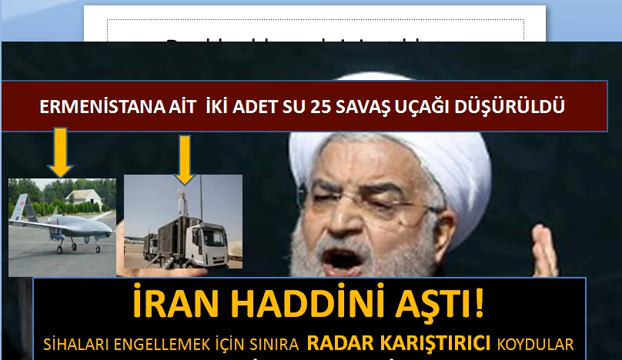 ERMENİSTANA AİT İKİ ADET SU 25 SAVAŞ UÇAĞI DÜŞÜRÜLDÜ
İRAN HADDİNİ AŞTI!
SİHALARI ENGELLEMEK İÇİN SINIRA RADAR KARIŞTIRICI KOYDULAR